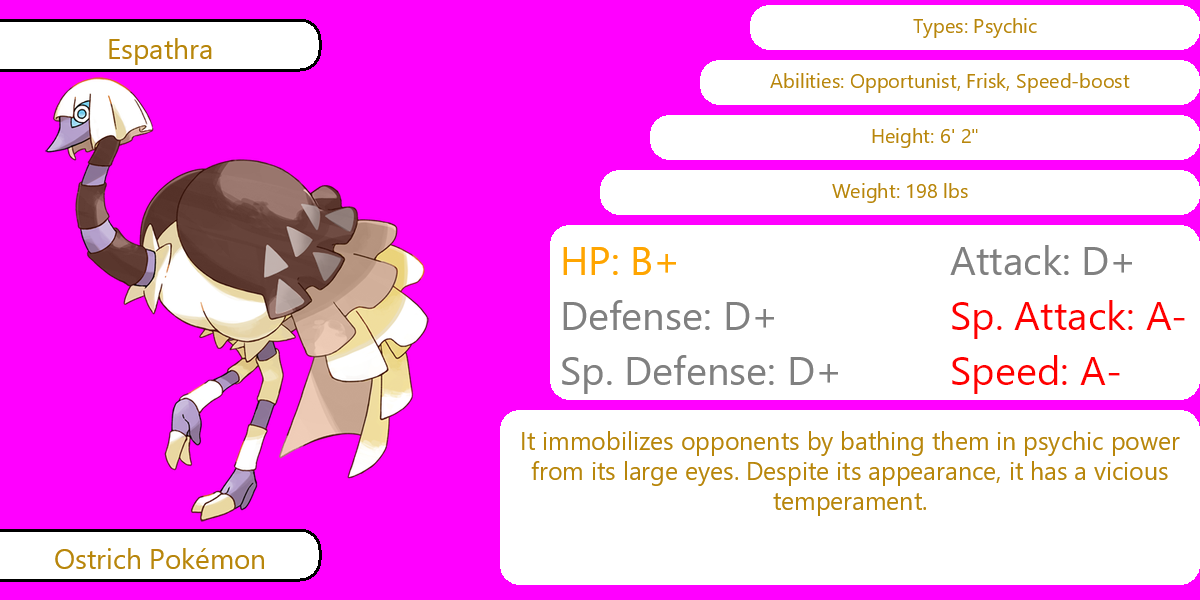 Espathra
Types: Psychic
Abilities: Opportunist, Frisk, Speed-boost
Height: 6' 2"
Weight: 198 lbs
HP: B+
Attack: D+
Defense: D+
Sp. Attack: A-
Sp. Defense: D+
Speed: A-
It immobilizes opponents by bathing them in psychic power
from its large eyes. Despite its appearance, it has a vicious
temperament.
Ostrich Pokémon